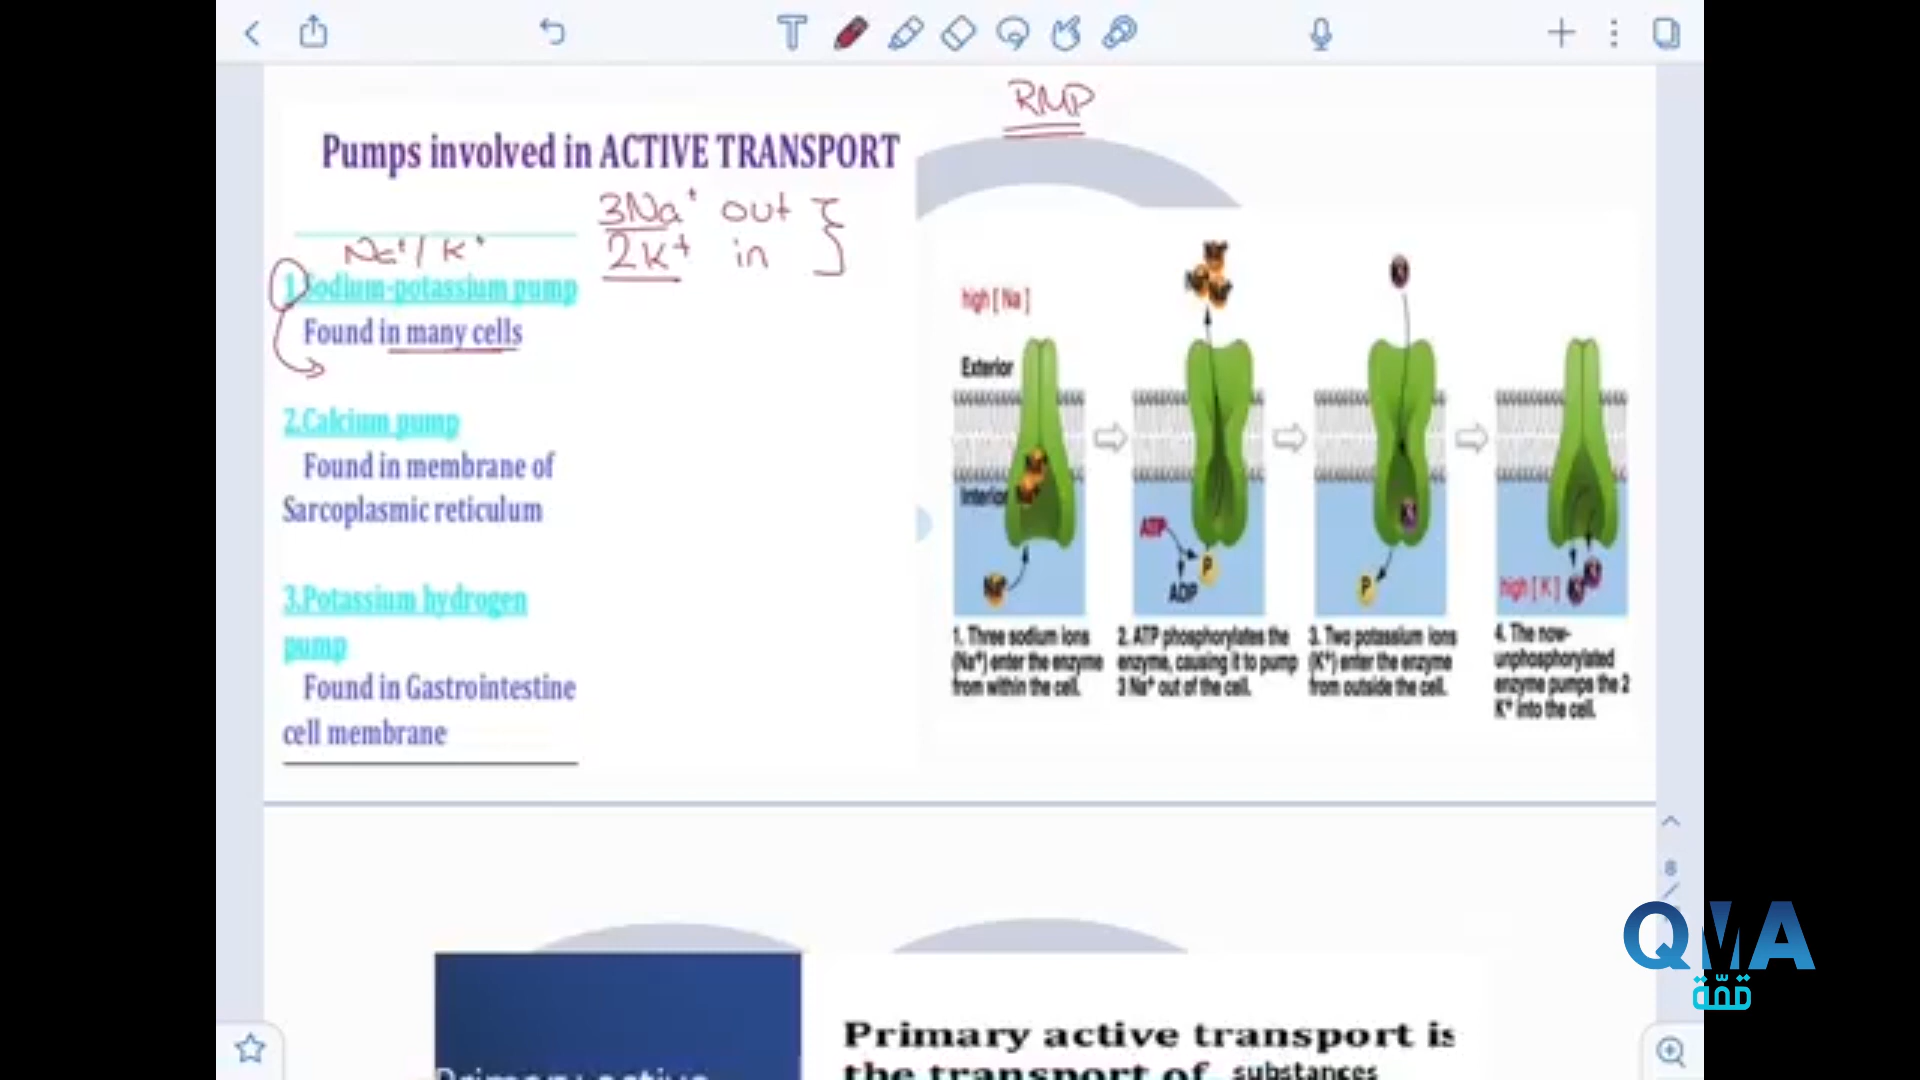 RMP
Pumps involved in ACTIVE TRANSPORT
3Na⁺ out
2K⁺ in
Na⁺/K⁺
1.Sodium-potassium pump
Found in many cells
2.Calcium pump
Found in membrane of
Sarcoplasmic reticulum
3.Potassium hydrogen
pump
Found in Gastrointestine
cell membrane
high [ Na ]
Exterior
Interior
ATP
P
ADP
P
K
K
high [ K ]
1. Three sodium ions
(Na⁺) enter the enzyme
from within the cell.
2. ATP phosphorylates the
enzyme, causing it to pump
3 Na⁺ out of the cell.
3. Two potassium ions
(K⁺) enter the enzyme
from outside the cell.
4. The now-
unphosphorylated
enzyme pumps the 2
K⁺ into the cell.
8
QMA
قمّة
Primary active transport is
the transport of substances
Primary active